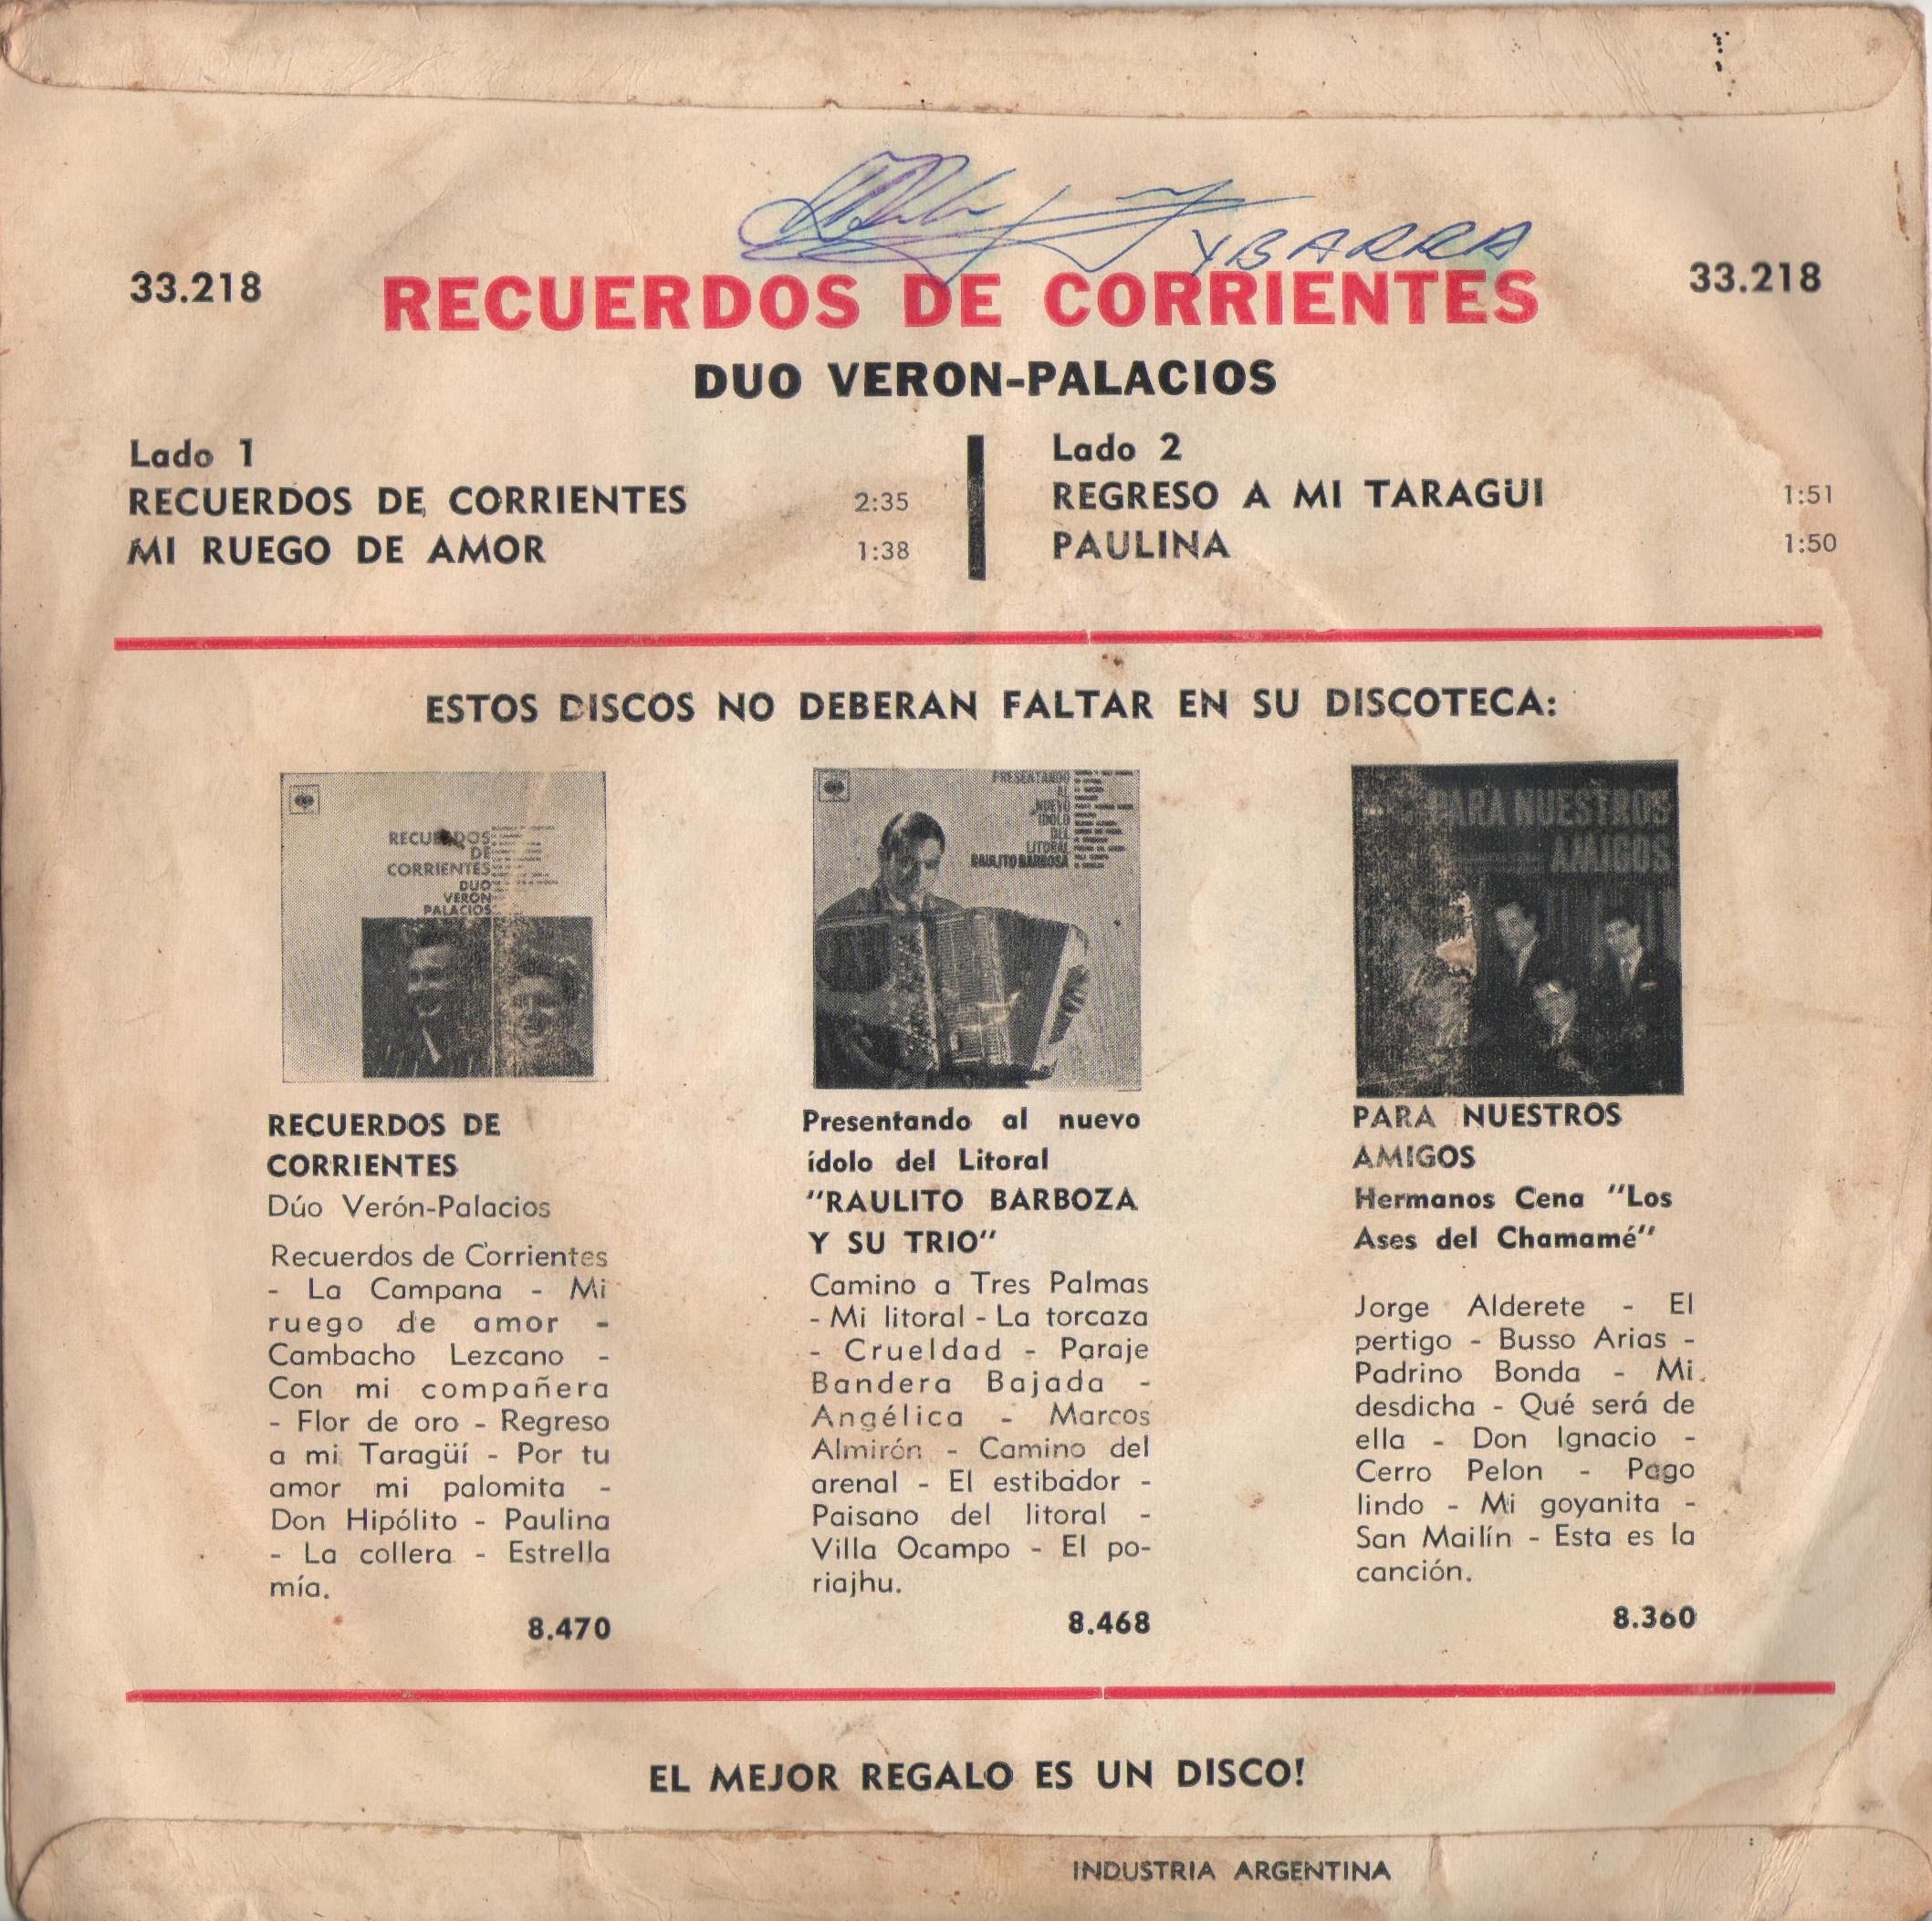 YBARRA
33.218
RECUERDOS DE CORRIENTES
33.218
DUO VERON-PALACIOS
Lado 1
RECUERDOS DE CORRIENTES 2:35
MI RUEGO DE AMOR 1:38
Lado 2
REGRESO A MI TARAGÜI 1:51
PAULINA 1:50
ESTOS DISCOS NO DEBERAN FALTAR EN SU DISCOTECA:
RECUERDOS
DE
CORRIENTES
DUO
VERON
PALACIOS
RECUERDOS DE
CORRIENTES
Dúo Verón-Palacios
Recuerdos de Corrientes
- La Campana - Mi
ruego de amor -
Cambacho Lezcano -
Con mi compañera
- Flor de oro - Regreso
a mi Taragüí - Por tu
amor mi palomita -
Don Hipólito - Paulina
- La collera - Estrella
mía.
8.470
PRESENTANDO
AL
NUEVO
IDOLO
DEL
LITORAL
RAULITO BARBOSA
Presentando al nuevo
ídolo del Litoral
"RAULITO BARBOZA
Y SU TRIO"
Camino a Tres Palmas
- Mi litoral - La torcaza
- Crueldad - Paraje
Bandera Bajada -
Angélica - Marcos
Almirón - Camino del
arenal - El estibador -
Paisano del litoral -
Villa Ocampo - El po-
riajhu.
8.468
PARA NUESTROS
AMIGOS
PARA NUESTROS
AMIGOS
Hermanos Cena "Los
Ases del Chamamé"
Jorge Alderete - El
pertigo - Busso Arias -
Padrino Bonda - Mi
desdicha - Qué será de
ella - Don Ignacio -
Cerro Pelon - Pago
lindo - Mi goyanita -
San Mailín - Esta es la
canción.
8.360
EL MEJOR REGALO ES UN DISCO!
INDUSTRIA ARGENTINA